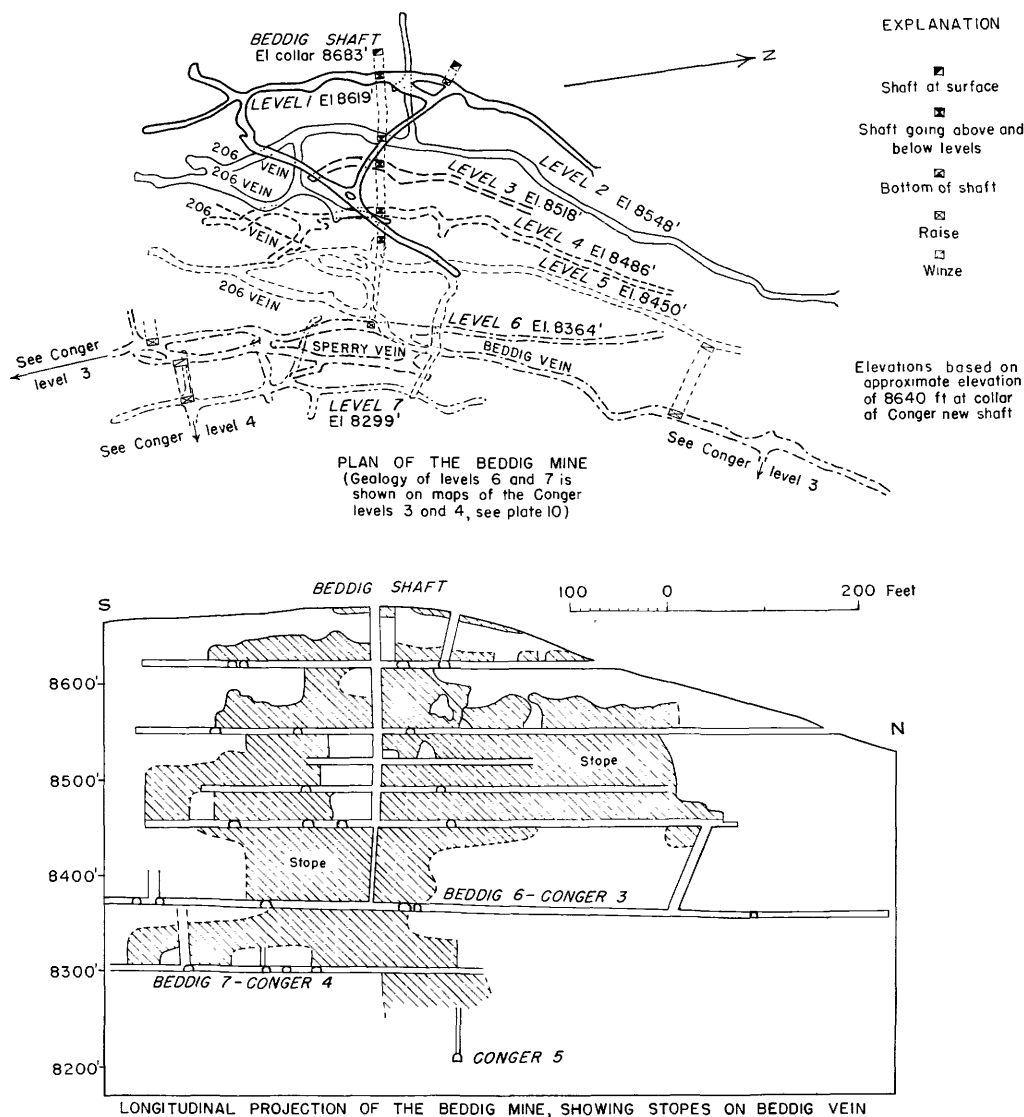 BEDDIG SHAFT
El collar 8683'
LEVEL 1 El 8619'
206 VEIN
206 VEIN
206 VEIN
206 VEIN
LEVEL 2 El 8548'
LEVEL 3 El. 8518'
LEVEL 4 El 8486'
LEVEL 5 El. 8450'
LEVEL 6 El. 8364'
SPERRY VEIN
BEDDIG VEIN
LEVEL 7
El 8299'
See Conger
level 3
See Conger level 4
See Conger level 3
N
PLAN OF THE BEDDIG MINE
(Geology of levels 6 and 7 is
shown on maps of the Conger
levels 3 and 4, see plate 10)
EXPLANATION
Shaft at surface
Shaft going above and
below levels
Bottom of shaft
Raise
Winze
Elevations based on
approximate elevation
of 8640 ft at collar
of Conger new shaft
BEDDIG SHAFT
100 0 200 Feet
S
N
8600'
8500'
8400'
8300'
8200'
Stope
Stope
BEDDIG 6-CONGER 3
BEDDIG 7-CONGER 4
CONGER 5
LONGITUDINAL PROJECTION OF THE BEDDIG MINE, SHOWING STOPES ON BEDDIG VEIN